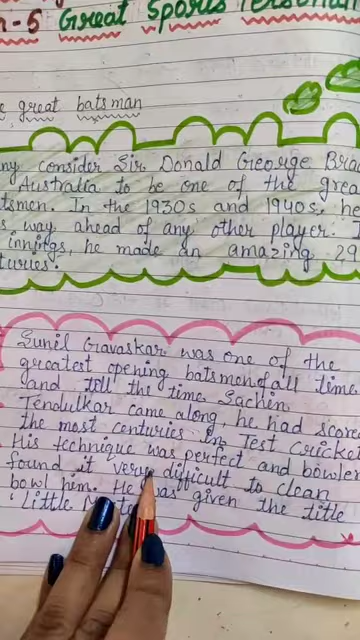 -5 Great Sports Personal
great batsman
ny consider Sir Donald George Brad
Australia to be one of the grea
tsmen. In the 1930s and 1940s, he
s way ahead of any other player. I
innings, he made an amazing 29
turies.
Sunil Gavaskar was one of the
greatest opening batsmen of all time
and till the time Sachin
Tendulkar came along, he had score
the most centuries in Test Cricket
His technique was perfect and bowler
found it very difficult to clean
bowl him. He was given the title
'Little